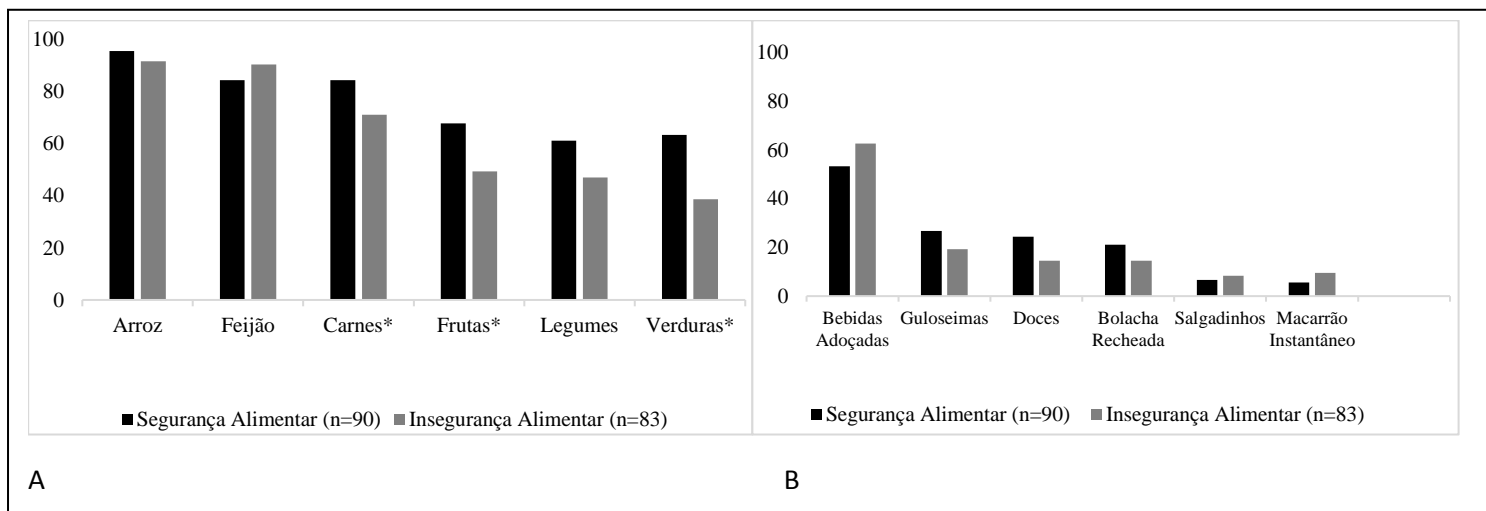 100
80
60
40
20
0
Arroz Feijão Carnes* Frutas* Legumes Verduras*
Segurança Alimentar (n=90) Insegurança Alimentar (n=83)
A
100
80
60
40
20
0
Bebidas Adoçadas Guloseimas Doces Bolacha Recheada Salgadinhos Macarrão Instantâneo
Segurança Alimentar (n=90) Insegurança Alimentar (n=83)
B